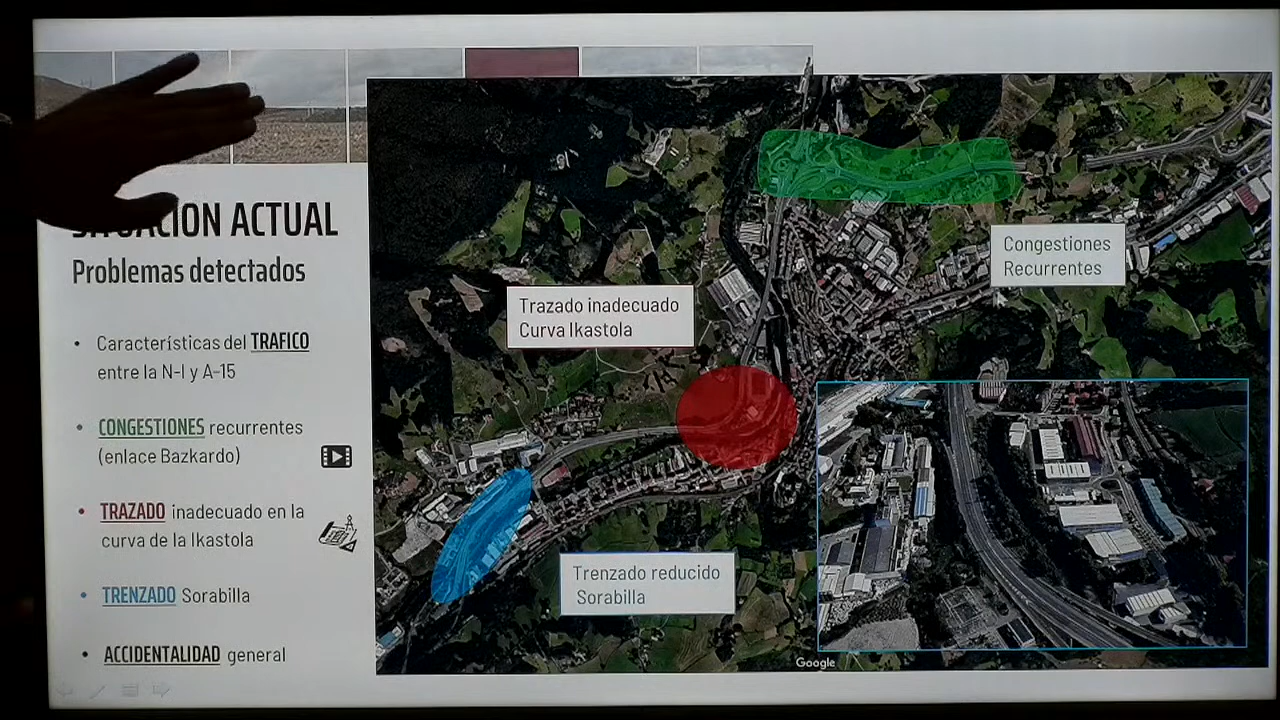 SITUACIÓN ACTUAL
Problemas detectados
• Características del TRAFICO
entre la N-I y A-15
• CONGESTIONES recurrentes
(enlace Bazkardo)
• TRAZADO inadecuado en la
curva de la Ikastola
• TRENZADO Sorabilla
• ACCIDENTALIDAD general
Congestiones
Recurrentes
Trazado inadecuado
Curva Ikastola
Trenzado reducido
Sorabilla
Google